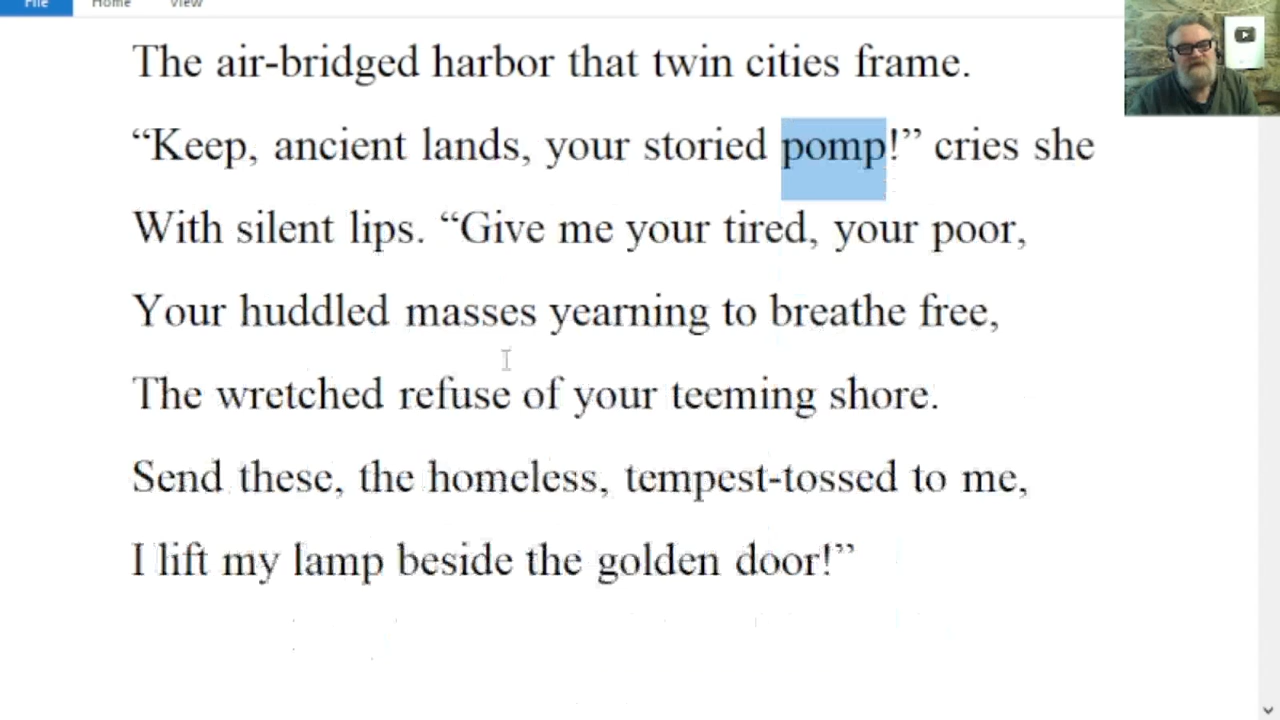 File Home View
The air-bridged harbor that twin cities frame.
“Keep, ancient lands, your storied pomp!” cries she
With silent lips. “Give me your tired, your poor,
Your huddled masses yearning to breathe free,
The wretched refuse of your teeming shore.
Send these, the homeless, tempest-tossed to me,
I lift my lamp beside the golden door!”